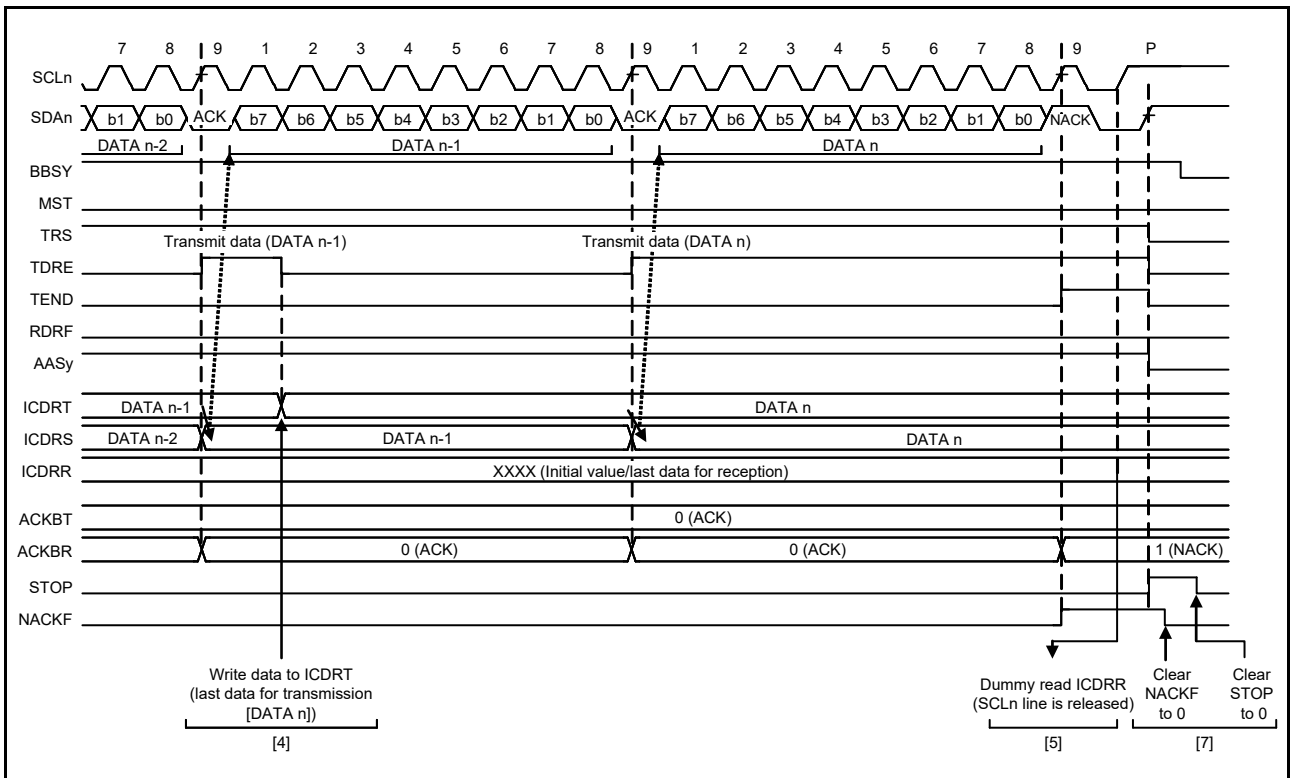 7 8 9 1 2 3 4 5 6 7 8 9 1 2 3 4 5 6 7 8 9 P
SCLn
SDAn b1 b0 ACK b7 b6 b5 b4 b3 b2 b1 b0 ACK b7 b6 b5 b4 b3 b2 b1 b0 NACK
DATA n-2 DATA n-1 DATA n
BBSY
MST
TRS
Transmit data (DATA n-1) Transmit data (DATA n)
TDRE
TEND
RDRF
AASy
ICDRT DATA n-1 DATA n
ICDRS DATA n-2 DATA n-1 DATA n
ICDRR XXXX (Initial value/last data for reception)
ACKBT 0 (ACK)
ACKBR 0 (ACK) 0 (ACK) 1 (NACK)
STOP
NACKF
Write data to ICDRT
(last data for transmission
[DATA n])
[4]
Dummy read ICDRR
(SCLn line is released)
[5]
Clear
NACKF
to 0
Clear
STOP
to 0
[7]